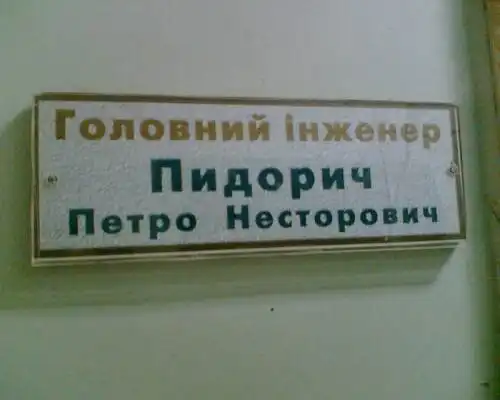 Головний інженер
Пидорич
Петро Несторович